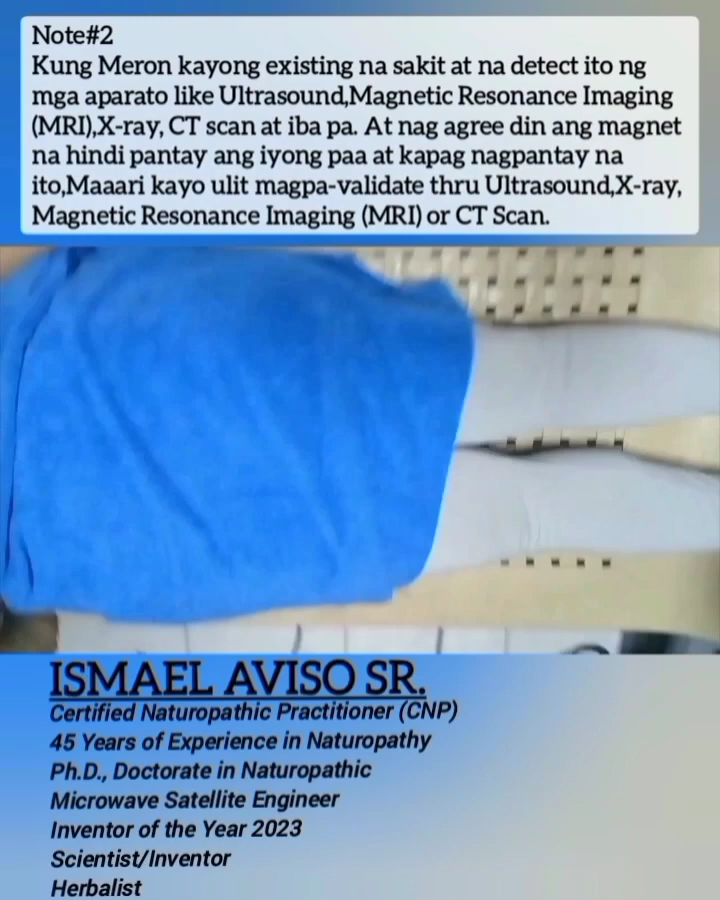 Note#2
Kung Meron kayong existing na sakit at na detect ito ng
mga aparato like Ultrasound,Magnetic Resonance Imaging
(MRI),X-ray, CT scan at iba pa. At nag agree din ang magnet
na hindi pantay ang iyong paa at kapag nagpantay na
ito,Maaari kayo ulit magpa-validate thru Ultrasound,X-ray,
Magnetic Resonance Imaging (MRI) or CT Scan.
ISMAEL AVISO SR.
Certified Naturopathic Practitioner (CNP)
45 Years of Experience in Naturopathy
Ph.D., Doctorate in Naturopathic
Microwave Satellite Engineer
Inventor of the Year 2023
Scientist/Inventor
Herbalist